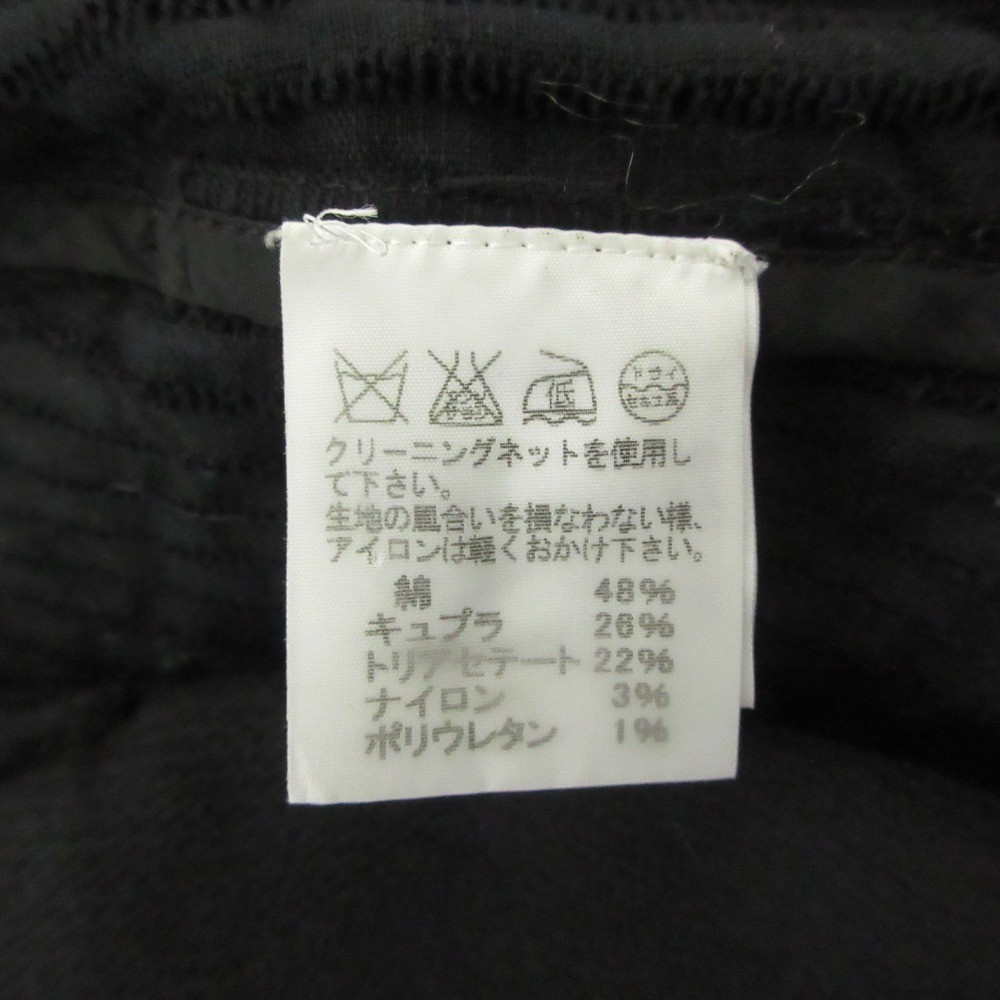 低
ドライ
セキユ系
クリーニングネットを使用し
て下さい。
生地の風合いを損なわない様、
アイロンは軽くおかけ下さい。
綿 48%
キュプラ 26%
トリアセテート 22%
ナイロン 3%
ポリウレタン 1%